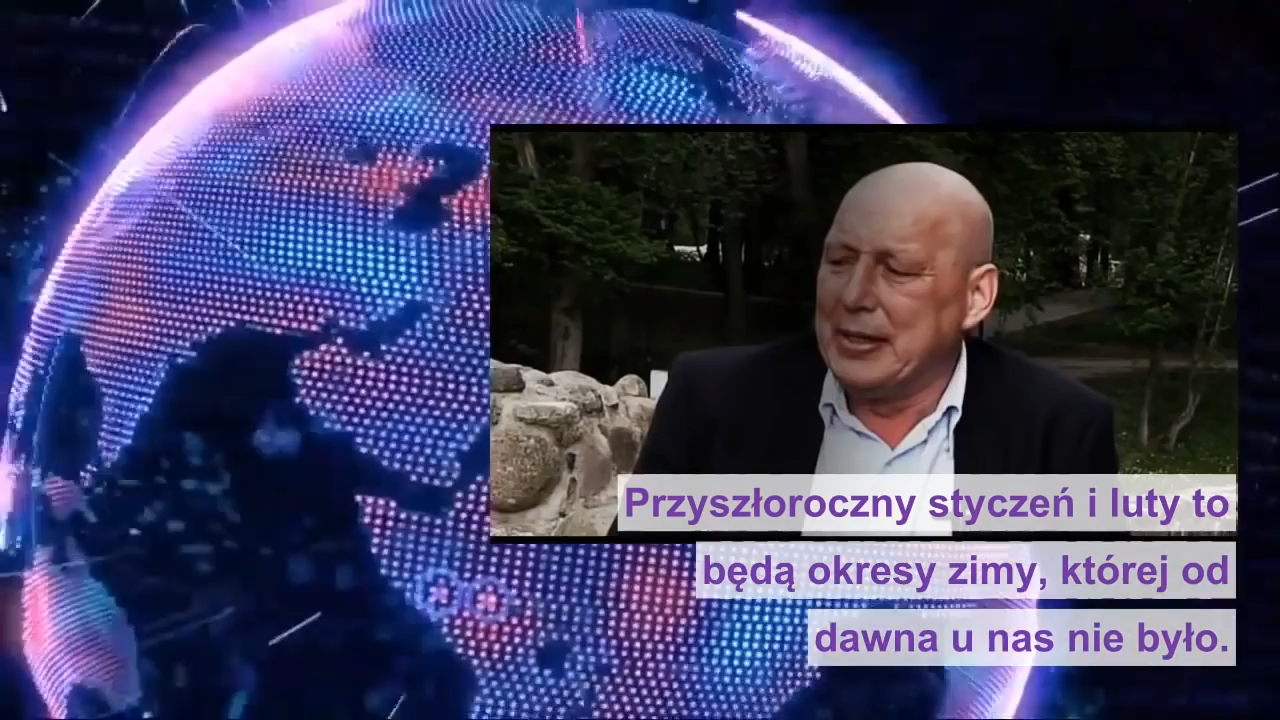 Przyszłoroczny styczeń i luty to
będą okresy zimy, której od
dawna u nas nie było.